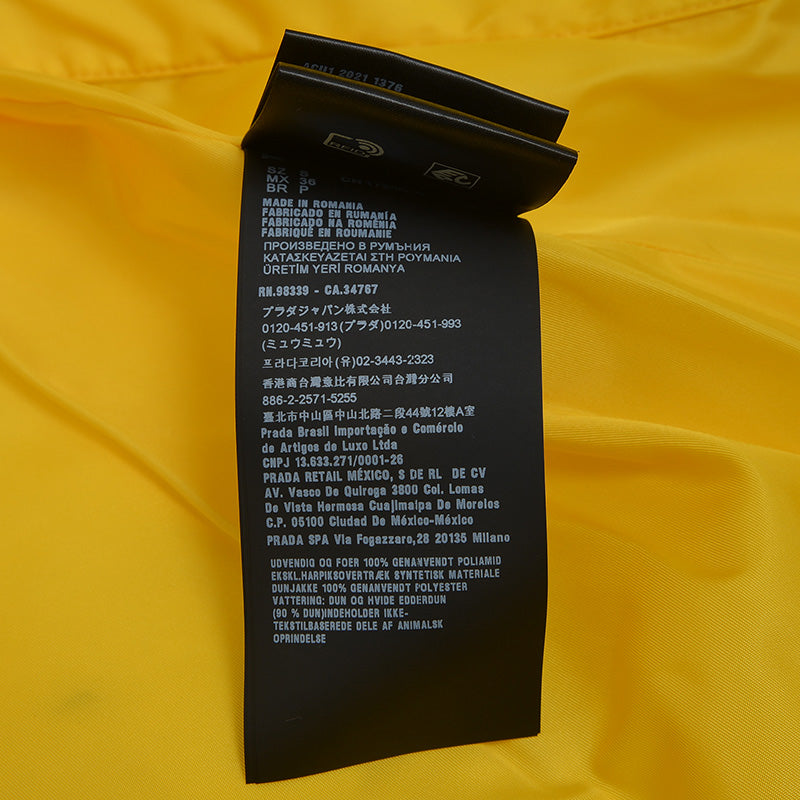 ACU1 2021 1376
RFID
SZ S
MX 36
BR P
MADE IN ROMANIA
FABRICADO EN RUMANÍA
FABRICADO NA ROMÊNIA
FABRIQUÉ EN ROUMANIE
ПРОИЗВЕДЕНО В РУМЪНИЯ
ΚΑΤΑΣΚΕΥΑΖΕΤΑΙ ΣΤΗ ΡΟΥΜΑΝΙΑ
ÜRETİM YERİ ROMANYA
RN.98339 - CA.34767
プラダジャパン株式会社
0120-451-913(プラダ)0120-451-993
(ミュウミュウ)
프라다코리아(유)02-3443-2323
香港商台灣意比有限公司台灣分公司
886-2-2571-5255
臺北市中山區中山北路二段44號12樓A室
Prada Brasil Importação e Comércio
de Artigos de Luxo Ltda
CNPJ 13.633.271/0001-26
PRADA RETAIL MÉXICO, S DE RL DE CV
AV. Vasco De Quiroga 3800 Col. Lomas
De Vista Hermosa Cuajimalpa De Morelos
C.P. 05100 Ciudad De México-México
PRADA SPA Via Fogazzaro,28 20135 Milano
UDVENDIG OG FOER 100% GENANVENDT POLIAMID
EKSKL.HARPIKSOVERTRÆK SYNTETISK MATERIALE
DUNJAKKE 100% GENANVENDT POLYESTER
VATTERING: DUN OG HVIDE EDDERDUN
(90 % DUN)INDEHOLDER IKKE-
TEKSTILBASEREDE DELE AF ANIMALSK
OPRINDELSE